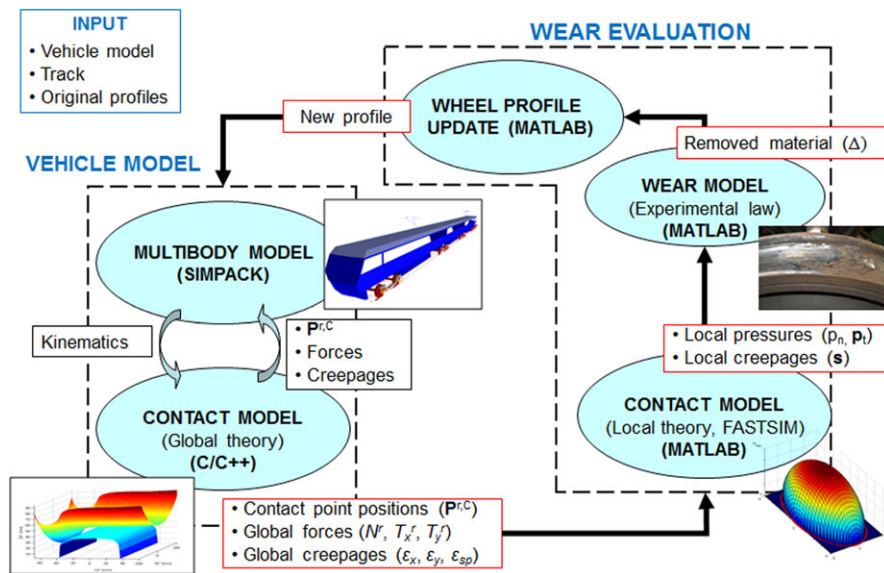 INPUT
• Vehicle model
• Track
• Original profiles
WEAR EVALUATION
WHEEL PROFILE
UPDATE (MATLAB)
New profile
Removed material (Δ)
VEHICLE MODEL
WEAR MODEL
(Experimental law)
(MATLAB)
MULTIBODY MODEL
(SIMPACK)
Kinematics
• P^r,C
• Forces
• Creepages
• Local pressures (p_n, p_t)
• Local creepages (s)
CONTACT MODEL
(Global theory)
(C/C++)
CONTACT MODEL
(Local theory, FASTSIM)
(MATLAB)
• Contact point positions (P^r,C)
• Global forces (N^r, T_x^r, T_y^r)
• Global creepages (ε_x, ε_y, ε_sp)